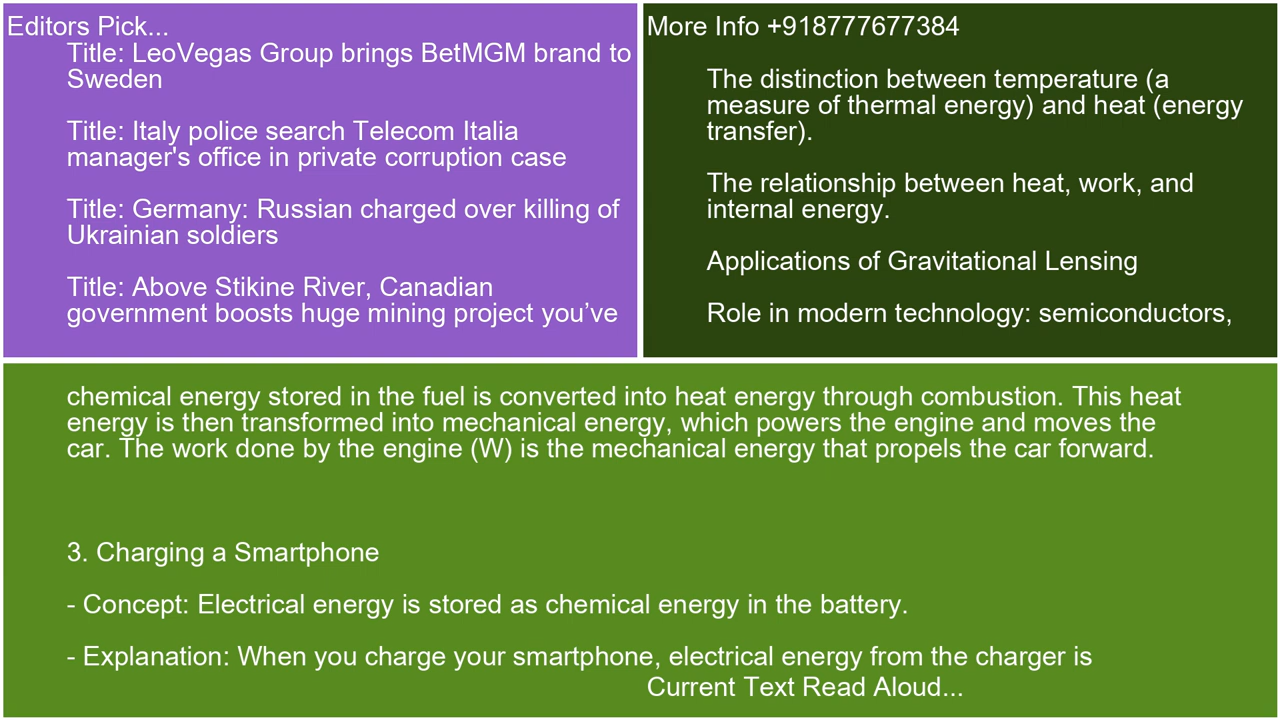 Editors Pick...
Title: LeoVegas Group brings BetMGM brand to
Sweden
Title: Italy police search Telecom Italia
manager's office in private corruption case
Title: Germany: Russian charged over killing of
Ukrainian soldiers
Title: Above Stikine River, Canadian
government boosts huge mining project you’ve
More Info +918777677384
The distinction between temperature (a
measure of thermal energy) and heat (energy
transfer).
The relationship between heat, work, and
internal energy.
Applications of Gravitational Lensing
Role in modern technology: semiconductors,
chemical energy stored in the fuel is converted into heat energy through combustion. This heat
energy is then transformed into mechanical energy, which powers the engine and moves the
car. The work done by the engine (W) is the mechanical energy that propels the car forward.
3. Charging a Smartphone
- Concept: Electrical energy is stored as chemical energy in the battery.
- Explanation: When you charge your smartphone, electrical energy from the charger is
Current Text Read Aloud...